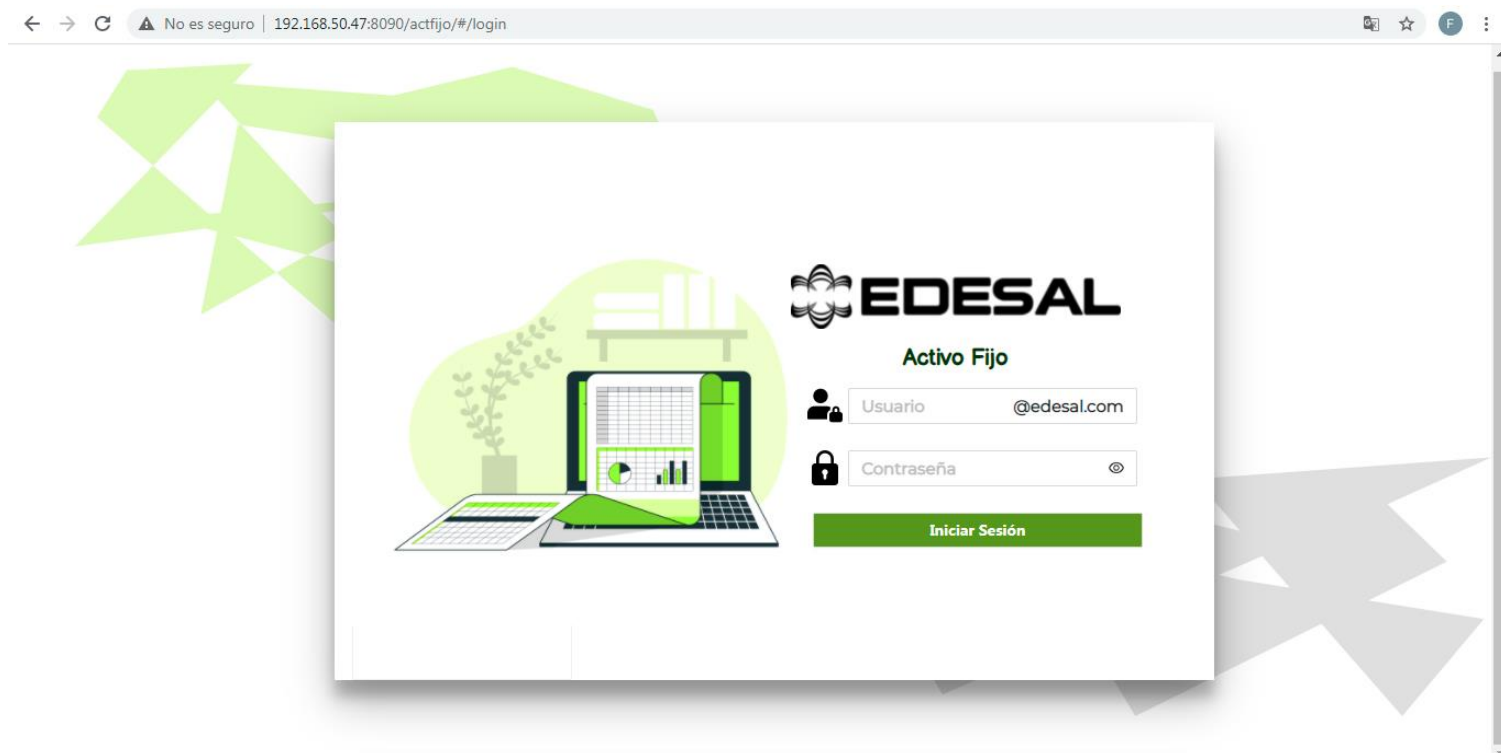 No es seguro | 192.168.50.47:8090/actfijo/#/login
F
EDESAL
Activo Fijo
Usuario @edesal.com
Contraseña
Iniciar Sesión